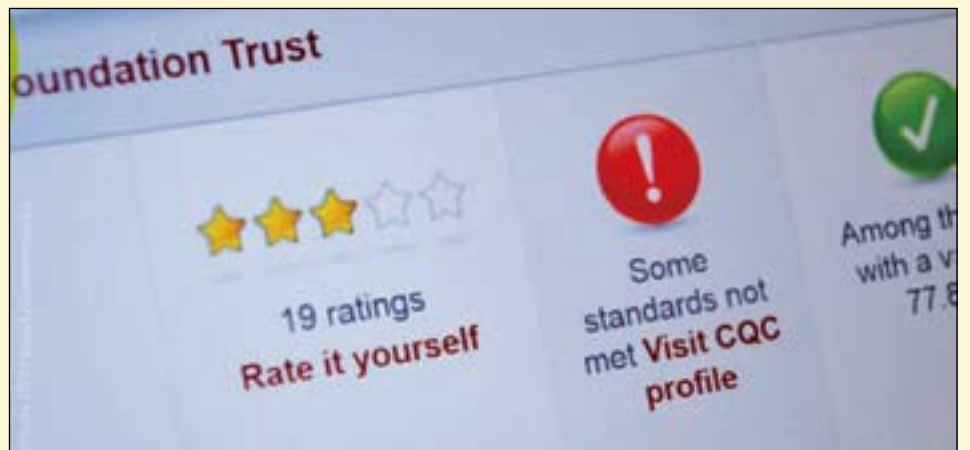 oundation Trust
19 ratings
Rate it yourself
Some
standards not
met Visit CQC
profile
Among th
with a v
77.8